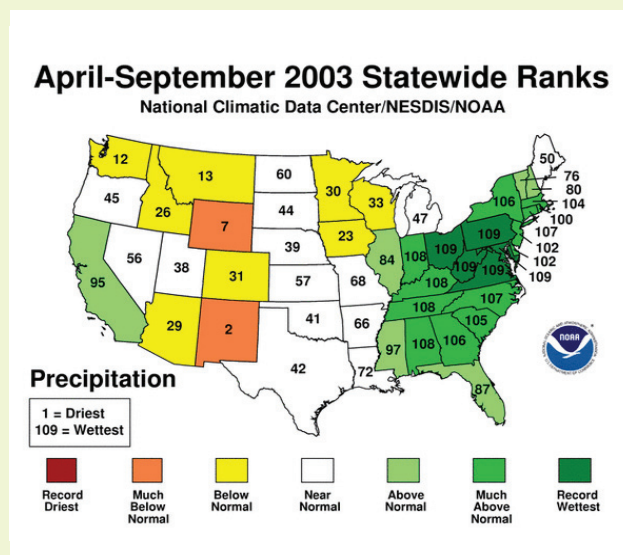 April-September 2003 Statewide Ranks
National Climatic Data Center/NESDIS/NOAA
12
13
60
30
50
76
80
45
26
7
44
33
47
106
104
100
107
102
102
109
56
38
31
39
23
84
108
109
109
95
57
68
108
109
109
29
2
41
66
108
107
105
42
72
97
108
106
87
NOAA
Precipitation
1 = Driest
109 = Wettest
Record
Driest
Much
Below
Normal
Below
Normal
Near
Normal
Above
Normal
Much
Above
Normal
Record
Wettest